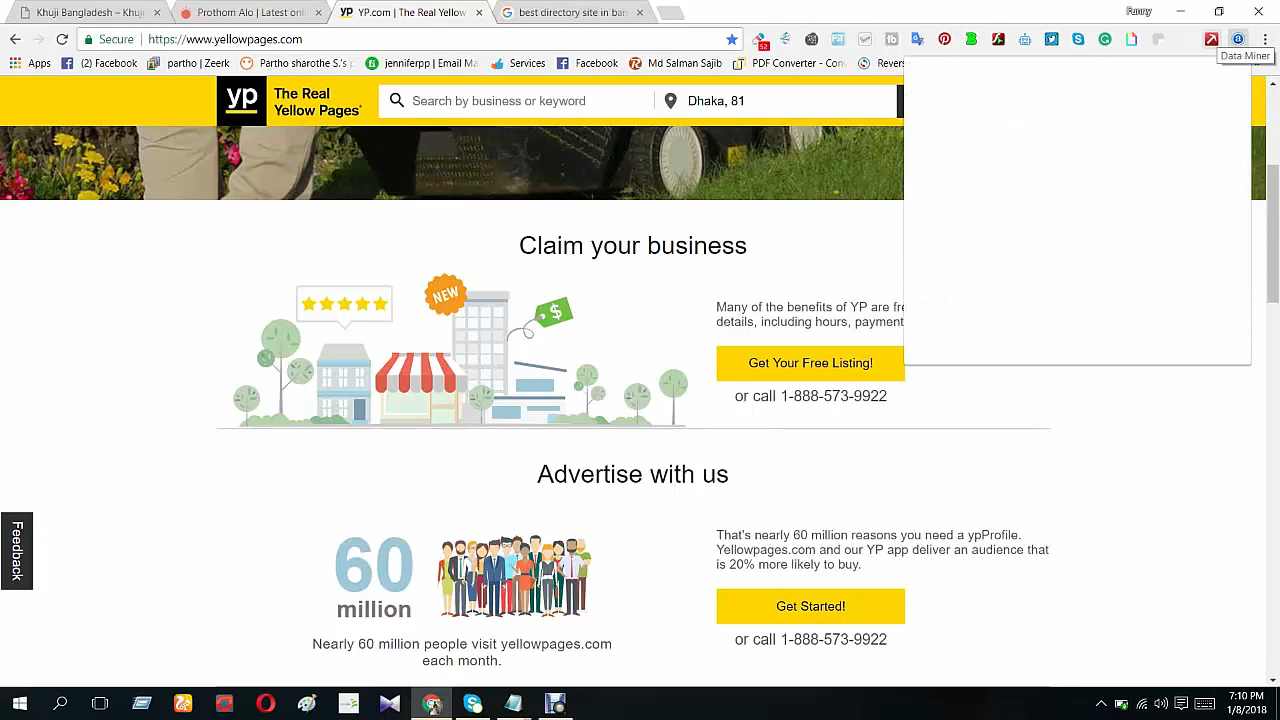 Khuji Bangladesh – Khuji
Prothom Alo | Latest onli
YP.com | The Real Yellow
best directory site in ban
Funny
Secure
https://www.yellowpages.com
52
Data Miner
Apps
(2) Facebook
partho | Zeerk
Partho sharothe S.'s p
jenniferpp | Email Mar
Services
Facebook
Md Salman Sajid
PDF Converter - Conv
Revers
yp
The Real
Yellow Pages
Search by business or keyword
Dhaka, 81
Claim your business
NEW
$
Many of the benefits of YP are fre
details, including hours, payment
Get Your Free Listing!
or call 1-888-573-9922
Advertise with us
60
million
Nearly 60 million people visit yellowpages.com
each month.
That's nearly 60 million reasons you need a ypProfile.
Yellowpages.com and our YP app deliver an audience that
is 20% more likely to buy.
Get Started!
or call 1-888-573-9922
Feedback
7:10 PM
1/8/2018